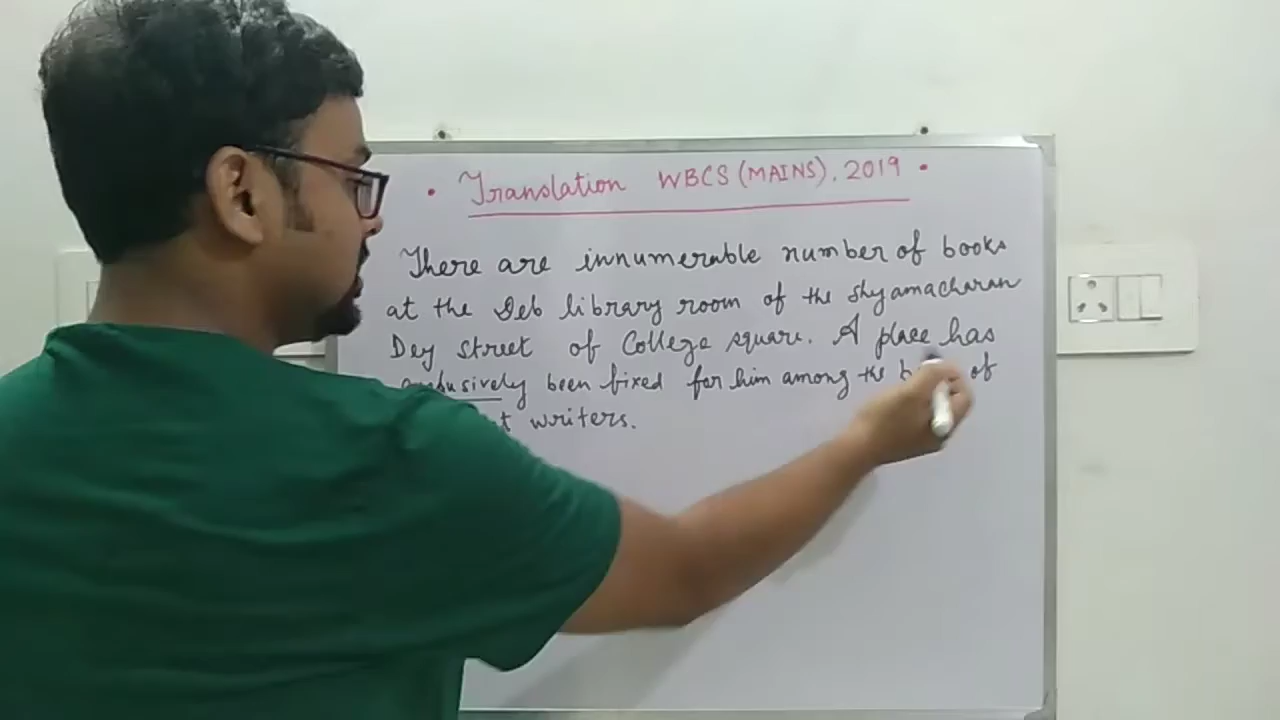 • Translation WBCS (MAINS), 2019 •
There are innumerable number of books
at the Deb library room of the Shyamacharan
Dey Street of College square. A place has
been fixed for him among the of
writers.